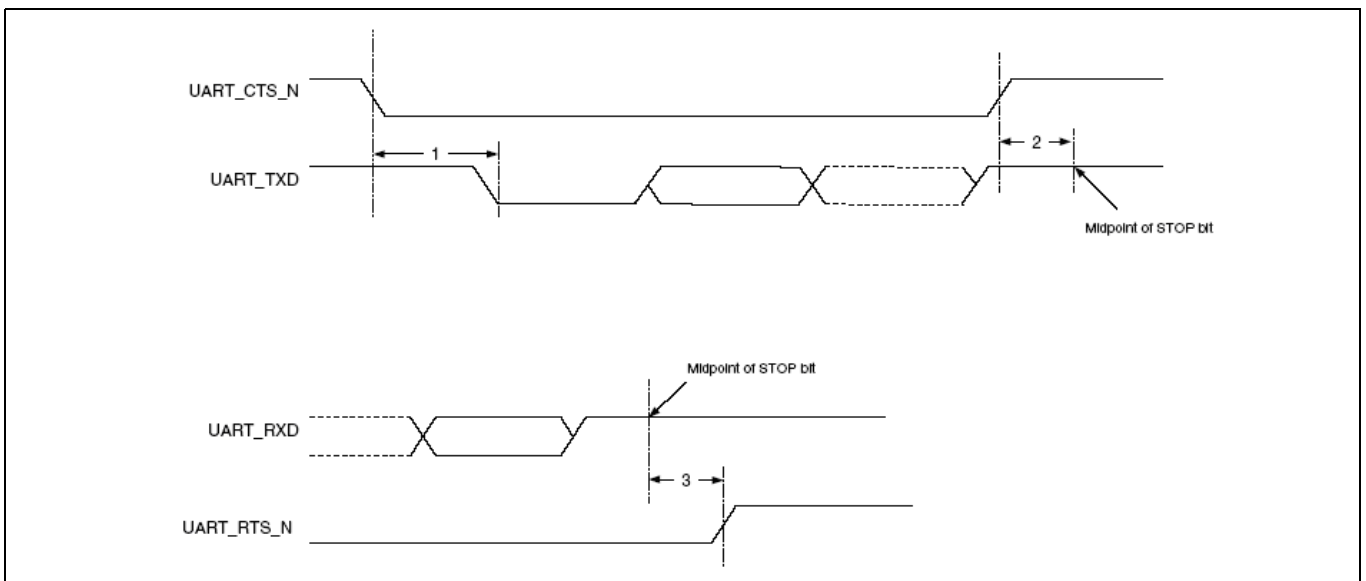 UART_CTS_N
1
2
UART_TXD
Midpoint of STOP bit
Midpoint of STOP bit
UART_RXD
3
UART_RTS_N